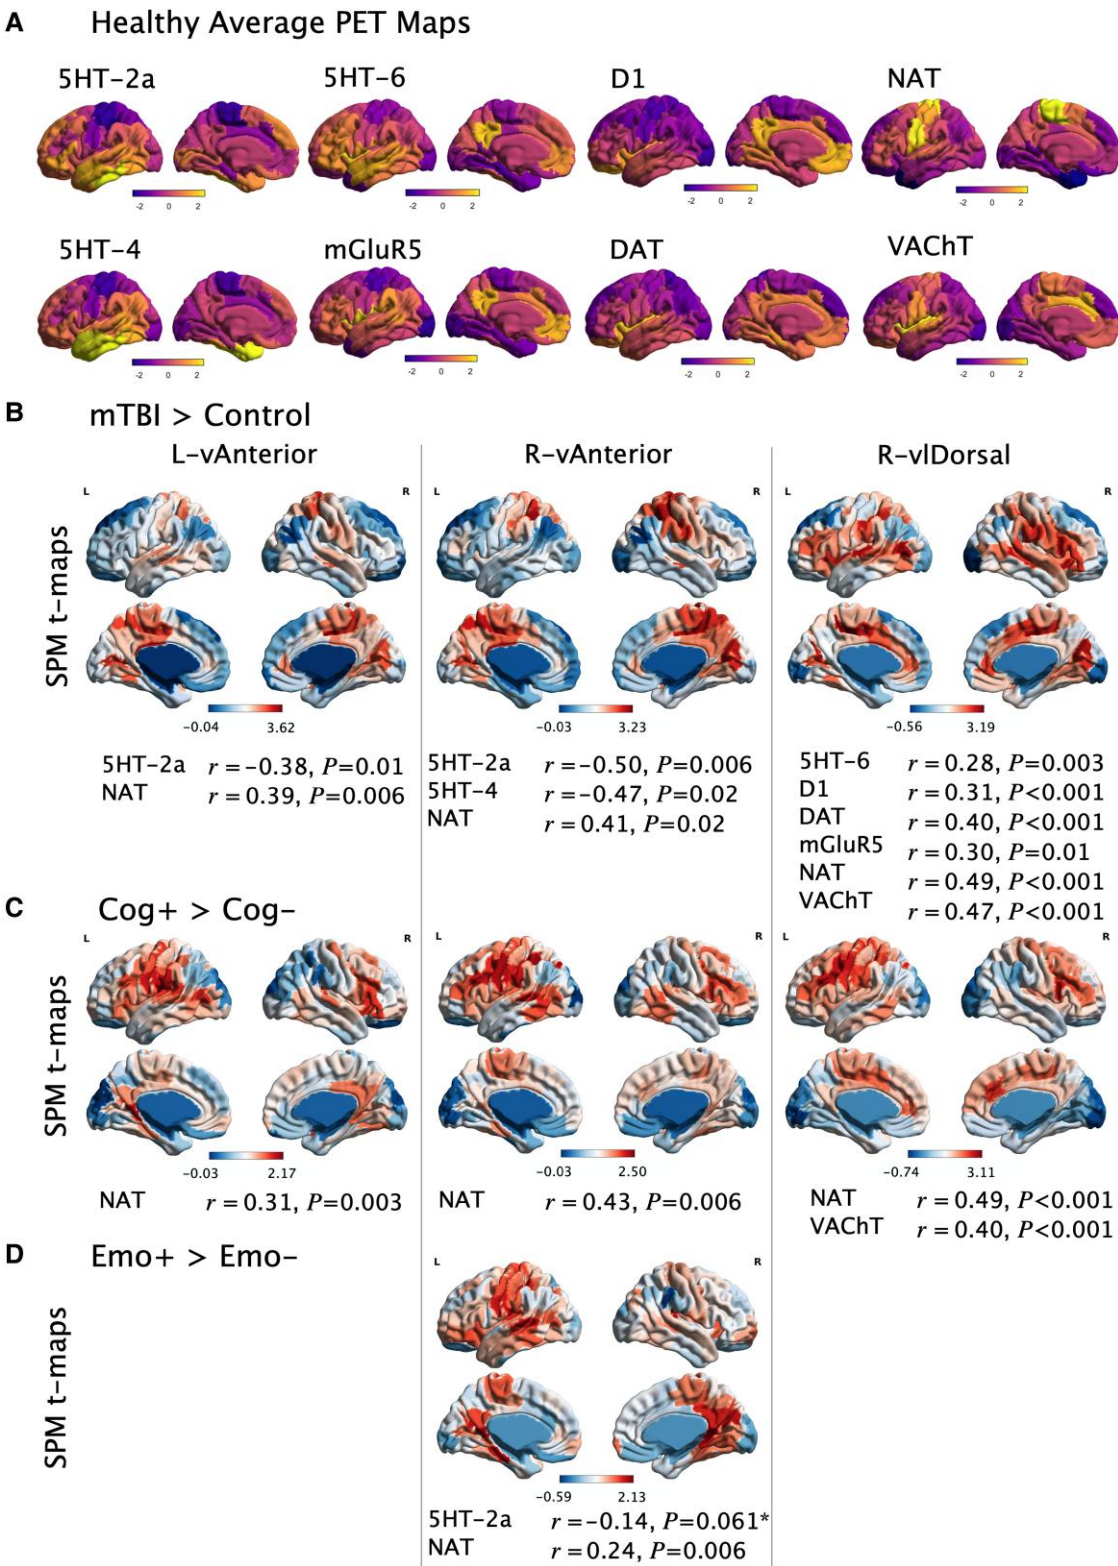 A Healthy Average PET Maps
5HT-2a 5HT-6 D1 NAT
-2 0 2 -2 0 2 -2 0 2 -2 0 2
5HT-4 mGluR5 DAT VAChT
-2 0 2 -2 0 2 -2 0 2 -2 0 2
B mTBI > Control
L-vAnterior R-vAnterior R-vlDorsal
L R L R L R
SPM t-maps
-0.04 3.62 -0.03 3.23 -0.56 3.19
5HT-2a r=-0.38, P=0.01
NAT r=0.39, P=0.006
5HT-2a r=-0.50, P=0.006
5HT-4 r=-0.47, P=0.02
NAT r=0.41, P=0.02
5HT-6 r=0.28, P=0.003
D1 r=0.31, P<0.001
DAT r=0.40, P<0.001
mGluR5 r=0.30, P=0.01
NAT r=0.49, P<0.001
VAChT r=0.47, P<0.001
C Cog+ > Cog-
L R L R L R
SPM t-maps
-0.03 2.17 -0.03 2.50 -0.74 3.11
NAT r=0.31, P=0.003
NAT r=0.43, P=0.006
NAT r=0.49, P<0.001
VAChT r=0.40, P<0.001
D Emo+ > Emo-
L R
SPM t-maps
-0.59 2.13
5HT-2a r=-0.14, P=0.061*
NAT r=0.24, P=0.006